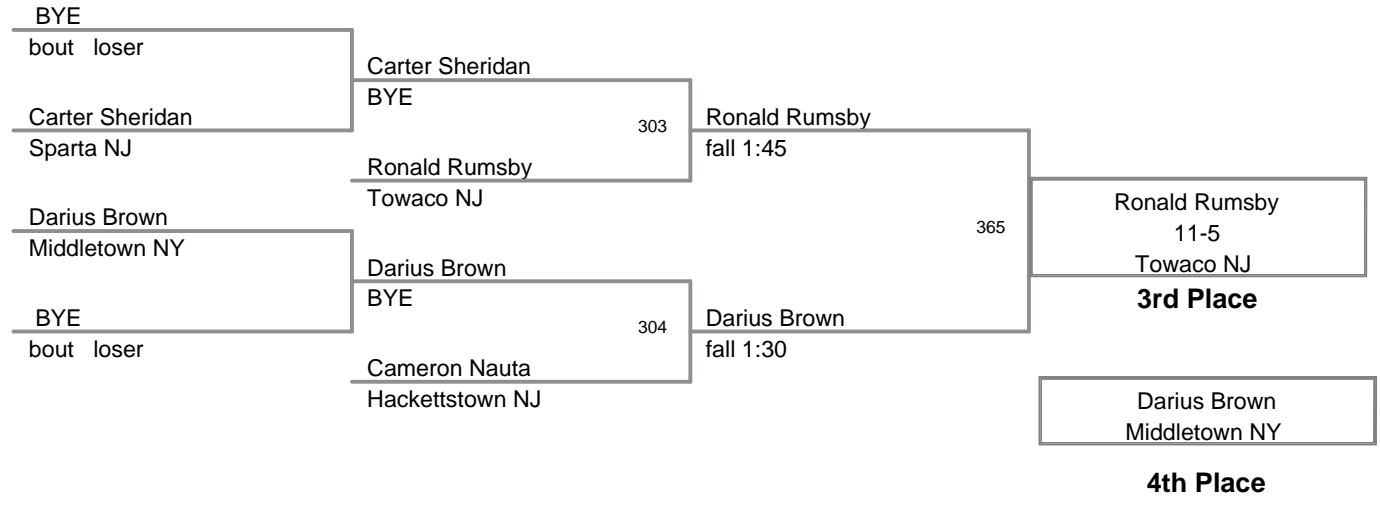 BYE
bout loser
Carter Sheridan
Sparta NJ
Darius Brown
Middletown NY
BYE
bout loser
Carter Sheridan
BYE
303
Ronald Rumsby
Towaco NJ
Darius Brown
BYE
304
Cameron Nauta
Hackettstown NJ
Ronald Rumsby
fall 1:45
365
Darius Brown
fall 1:30
Ronald Rumsby
11-5
Towaco NJ
3rd Place
Darius Brown
Middletown NY
4th Place